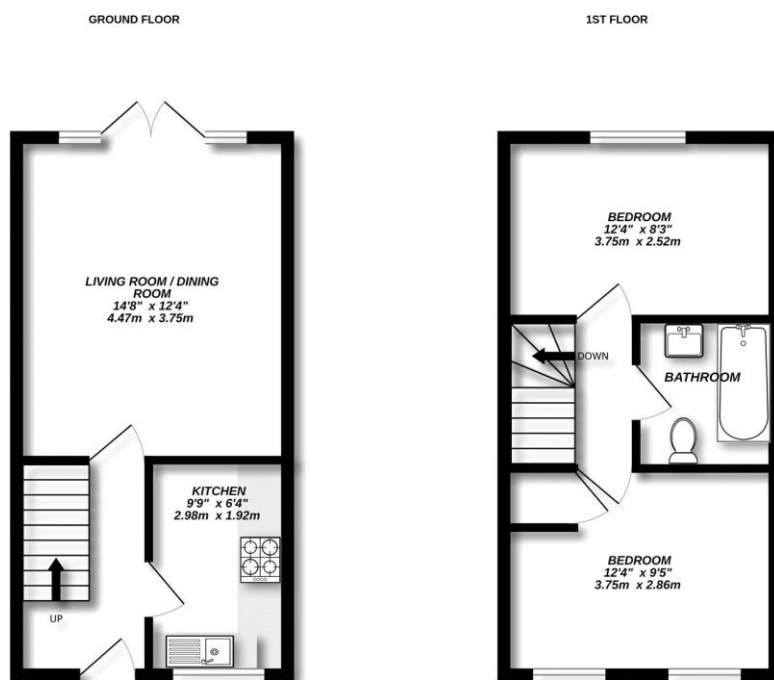 GROUND FLOOR
LIVING ROOM / DINING
ROOM
14'8" x 12'4"
4.47m x 3.75m
KITCHEN
9'9" x 6'4"
2.98m x 1.92m
UP
1ST FLOOR
BEDROOM
12'4" x 8'3"
3.75m x 2.52m
DOWN
BATHROOM
BEDROOM
12'4" x 9'5"
3.75m x 2.86m